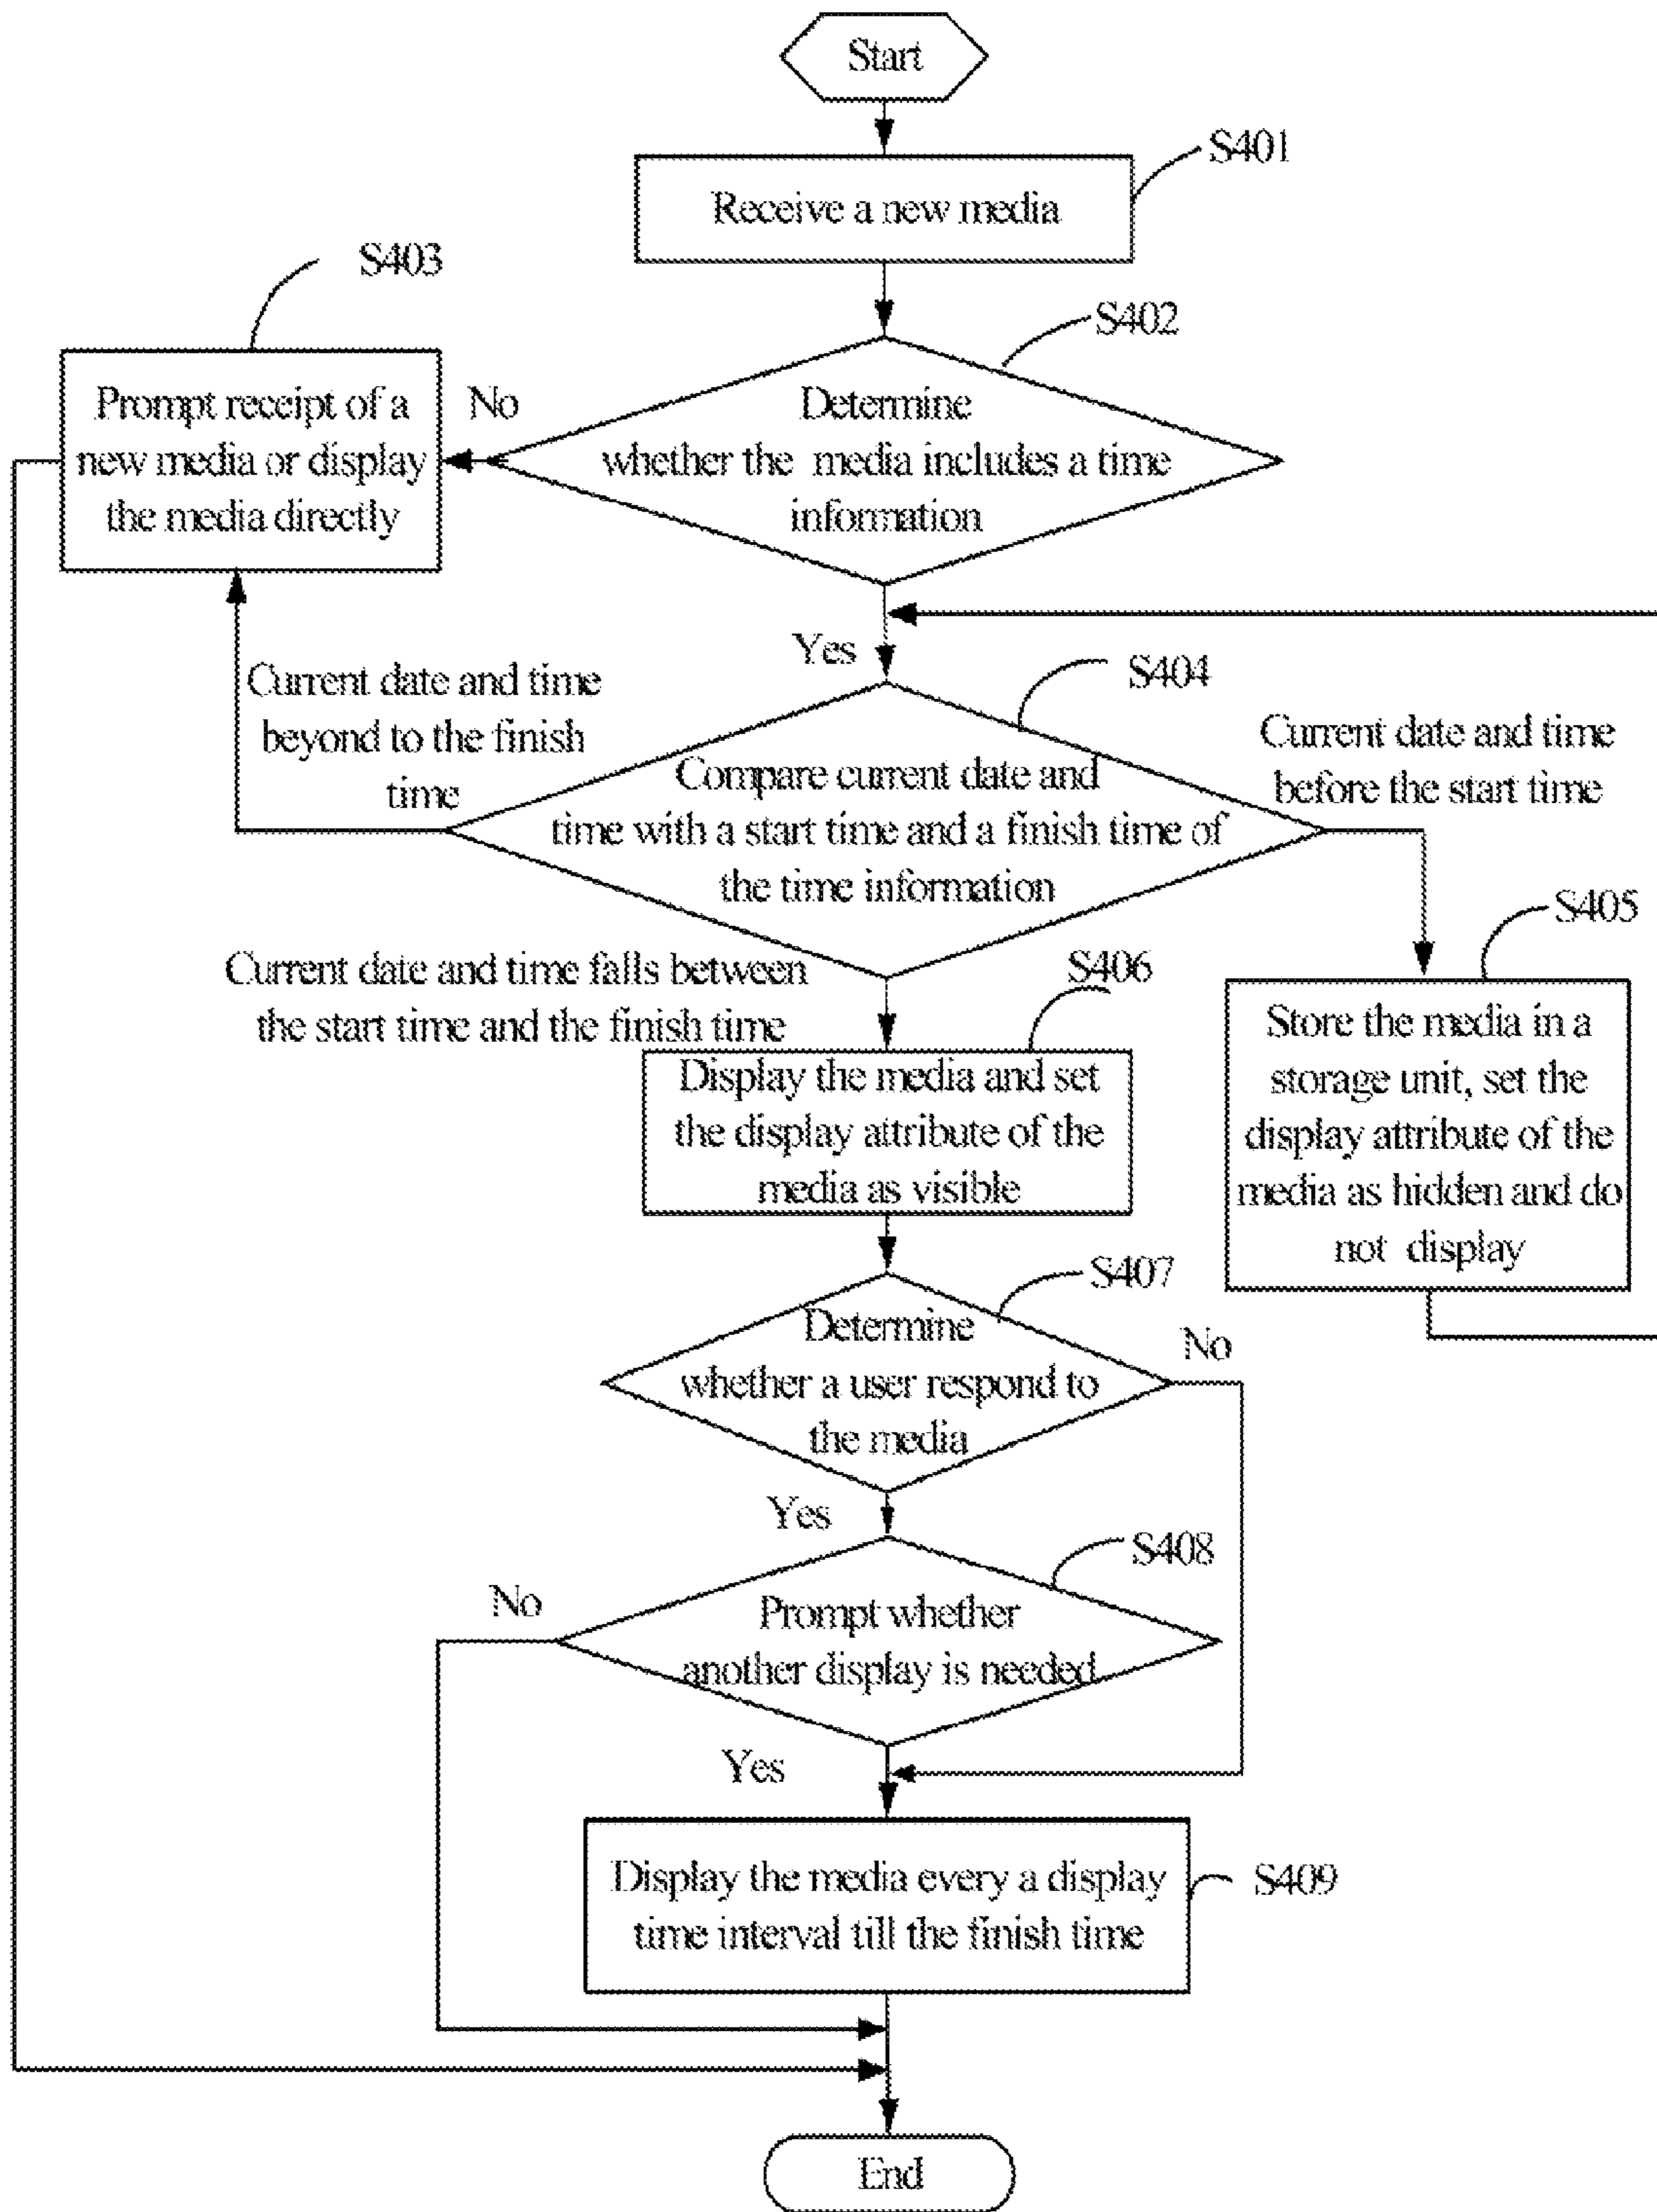 Start
S401
Receive a new media
S403
S402
Prompt receipt of a
new media or display
the media directly
No
Determine
whether the media includes a time
information
Yes
S404
Current date and time
beyond to the finish
time
Compare current date and
time with a start time and a finish time of
the time information
Current date and time
before the start time
S405
Current date and time falls between
the start time and the finish time
S406
Display the media and set
the display attribute of the
media as visible
Store the media in a
storage unit, set the
display attribute of the
media as hidden and do
not display
S407
Determine
whether a user respond to
the media
No
Yes
S408
No
Prompt whether
another display is needed
Yes
Display the media every a display
time interval till the finish time
S409
End